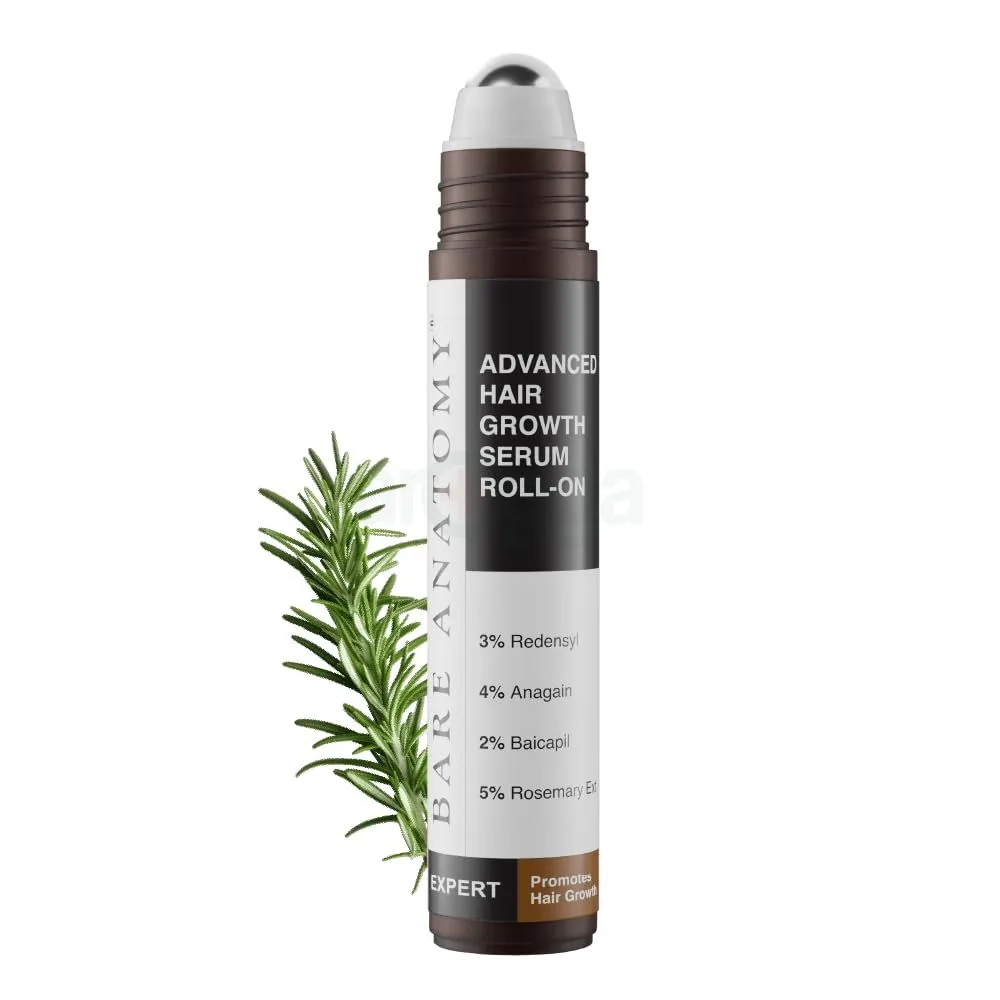 BARE ANATOMY®
ADVANCED
HAIR
GROWTH
SERUM
ROLL-ON
3% Redensyl
4% Anagain
2% Baicapil
5% Rosemary Ext
EXPERT
Promotes
Hair Growth